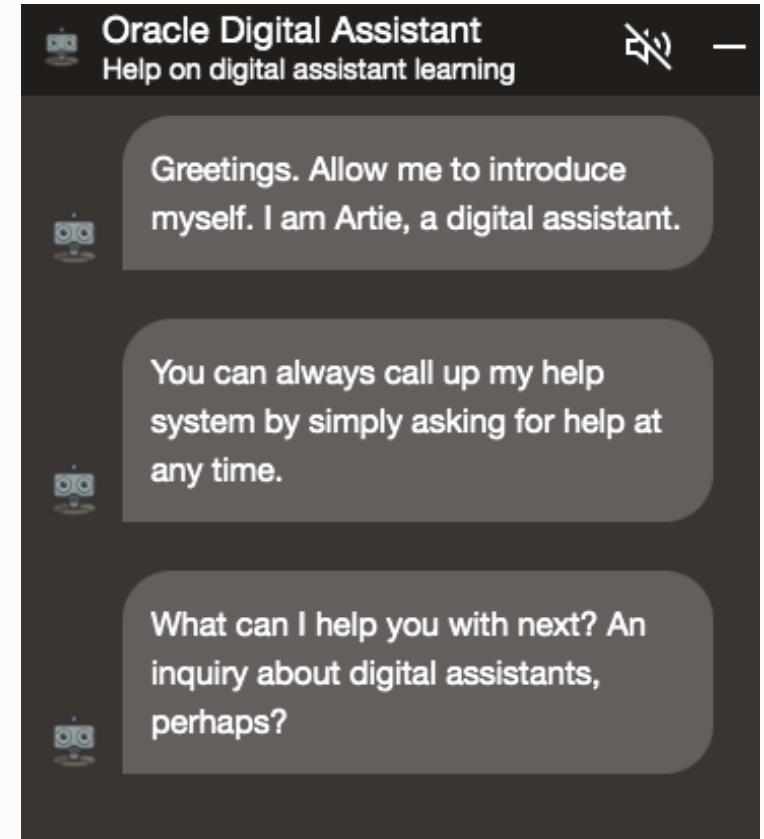 Oracle Digital Assistant
Help on digital assistant learning
Greetings. Allow me to introduce
myself. I am Artie, a digital assistant.
You can always call up my help
system by simply asking for help at
any time.
What can I help you with next? An
inquiry about digital assistants,
perhaps?